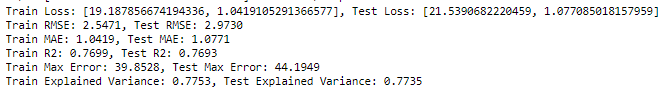 Train Loss: [19.187856674194336, 1.0419105291366577], Test Loss: [21.5390682220459, 1.077085018157959]
Train RMSE: 2.5471, Test RMSE: 2.9730
Train MAE: 1.0419, Test MAE: 1.0771
Train R2: 0.7699, Test R2: 0.7693
Train Max Error: 39.8528, Test Max Error: 44.1949
Train Explained Variance: 0.7753, Test Explained Variance: 0.7735